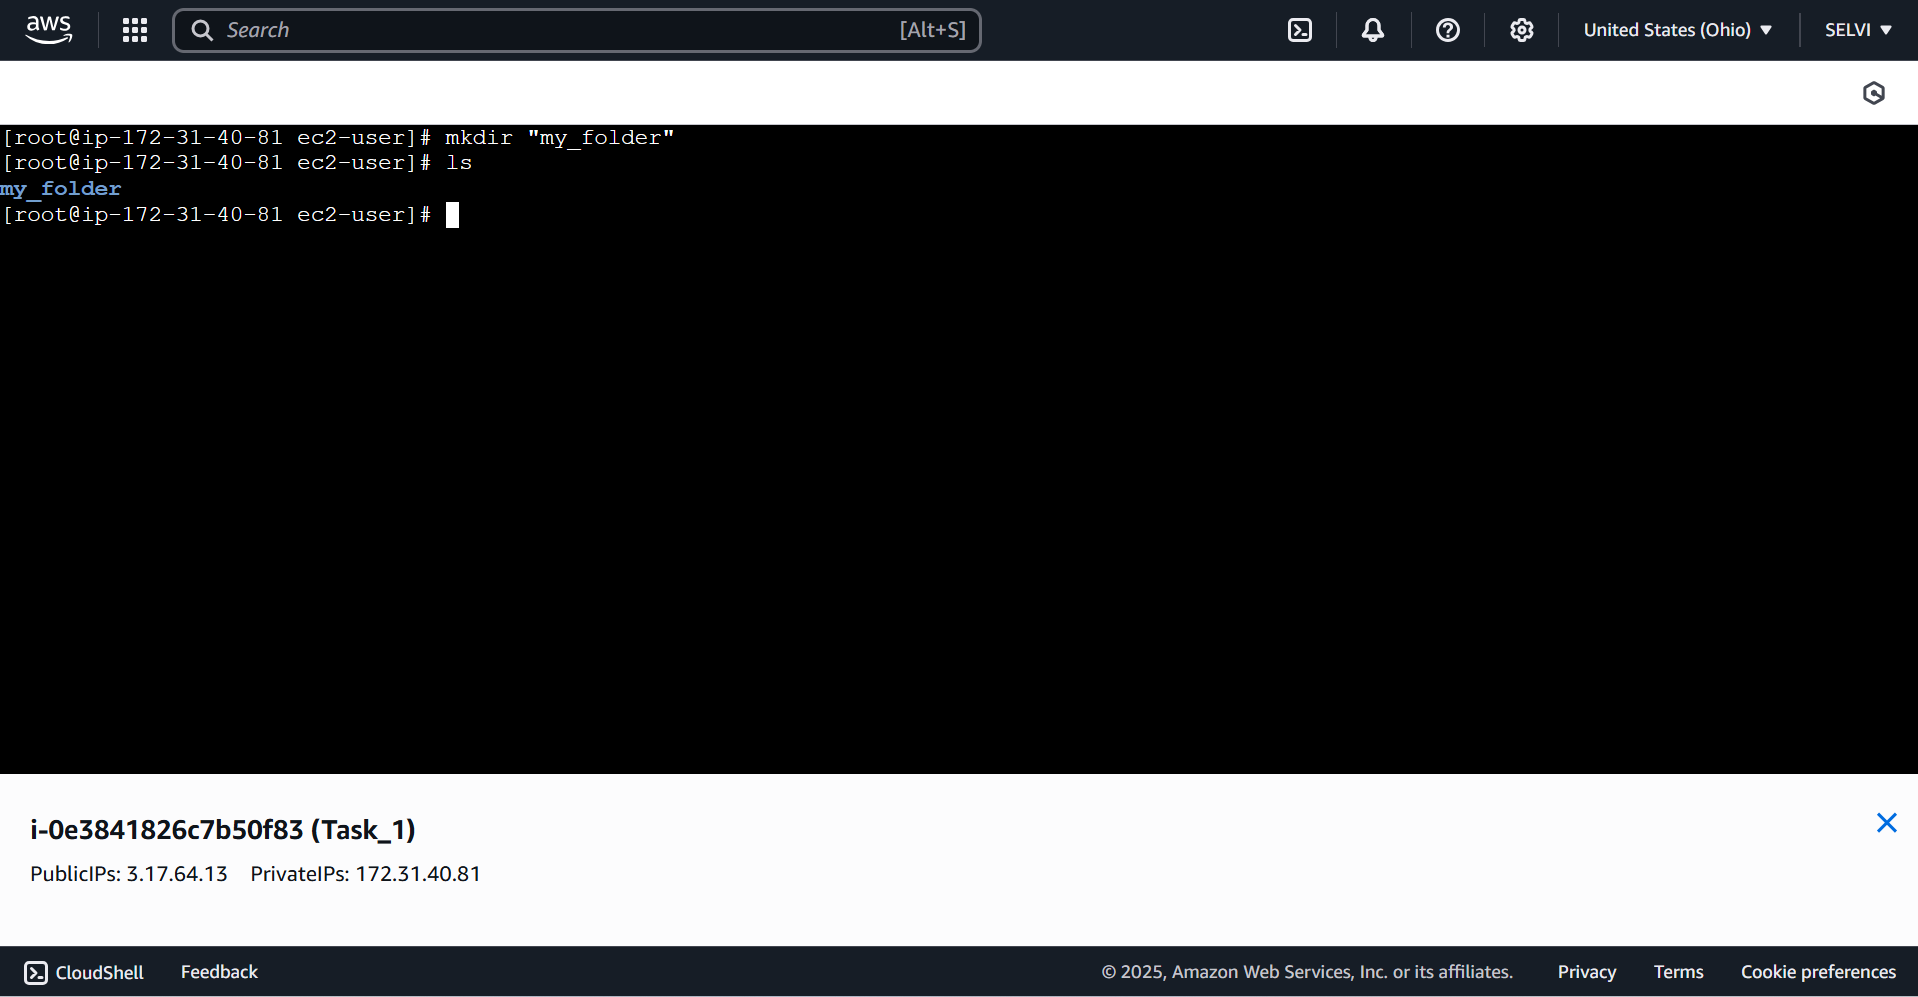 aws Search [Alt+S] United States (Ohio) SELVI
[root@ip-172-31-40-81 ec2-user]# mkdir "my_folder"
[root@ip-172-31-40-81 ec2-user]# ls
my_folder
[root@ip-172-31-40-81 ec2-user]#
i-0e3841826c7b50f83 (Task_1)
PublicIPs: 3.17.64.13 PrivateIPs: 172.31.40.81
CloudShell Feedback © 2025, Amazon Web Services, Inc. or its affiliates. Privacy Terms Cookie preferences